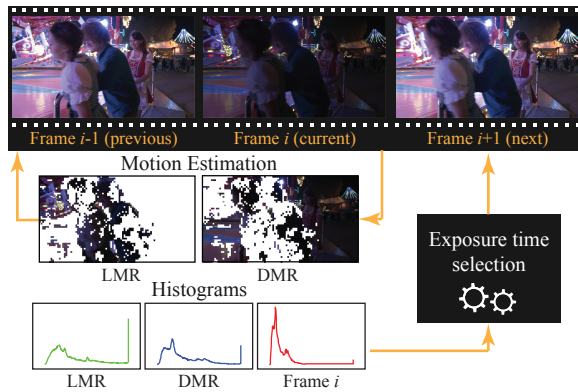 Frame i-1 (previous)
Frame i (current)
Frame i+1 (next)
Motion Estimation
LMR
DMR
Exposure time
selection
Histograms
LMR
DMR
Frame i